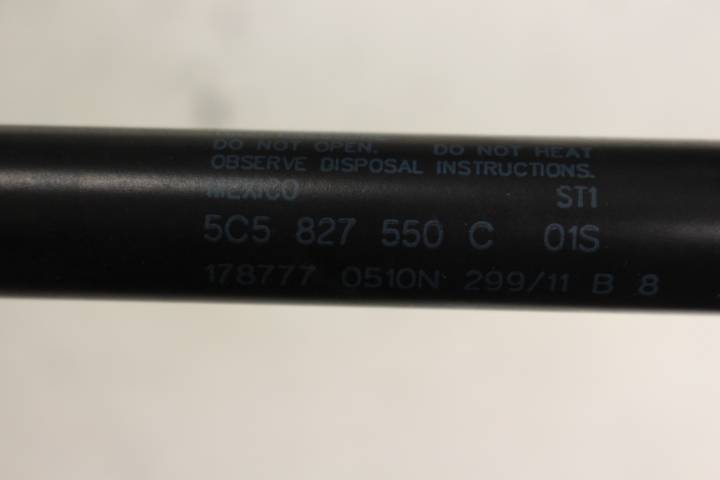 DO NOT OPEN. DO NOT HEAT
OBSERVE DISPOSAL INSTRUCTIONS.
MEXICO ST1
5C5 827 550 C 01S
178777 0510N 299/11 B 8